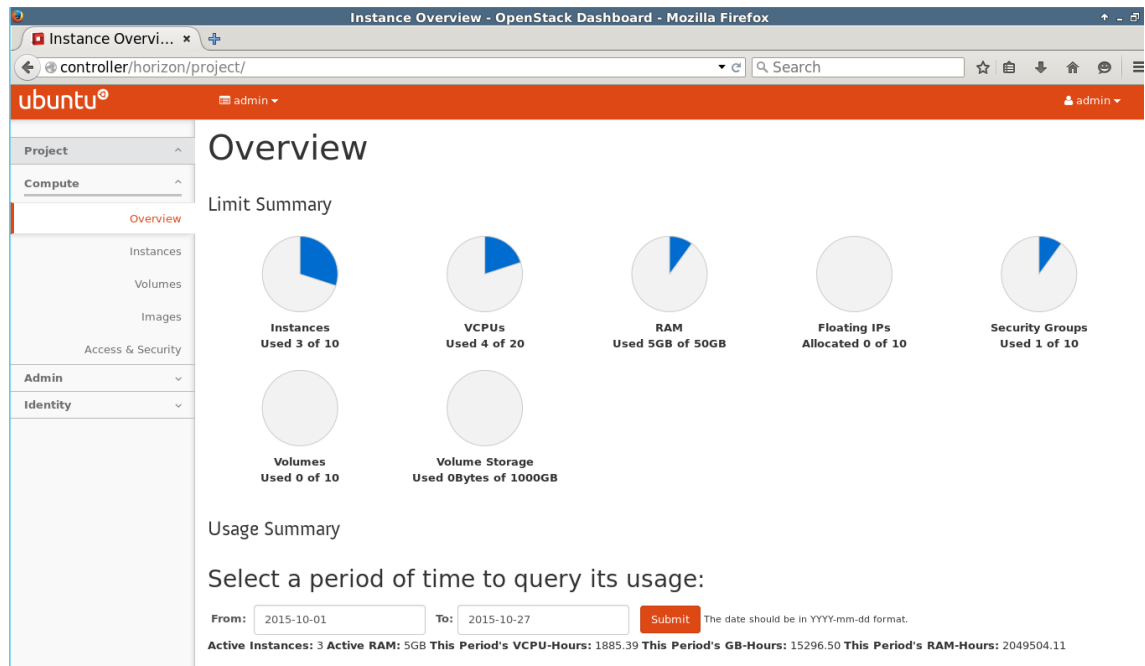 Instance Overview - OpenStack Dashboard - Mozilla Firefox
Instance Overvi...
controller/horizon/project/
Search
ubuntu
admin
admin
Project
Compute
Overview
Instances
Volumes
Images
Access & Security
Admin
Identity
Overview
Limit Summary
Instances
Used 3 of 10
VCPUs
Used 4 of 20
RAM
Used 5GB of 50GB
Floating IPs
Allocated 0 of 10
Security Groups
Used 1 of 10
Volumes
Used 0 of 10
Volume Storage
Used 0Bytes of 1000GB
Usage Summary
Select a period of time to query its usage:
From: 2015-10-01 To: 2015-10-27 Submit The date should be in YYYY-mm-dd format.
Active Instances: 3 Active RAM: 5GB This Period's VCPU-Hours: 1885.39 This Period's GB-Hours: 15296.50 This Period's RAM-Hours: 2049504.11